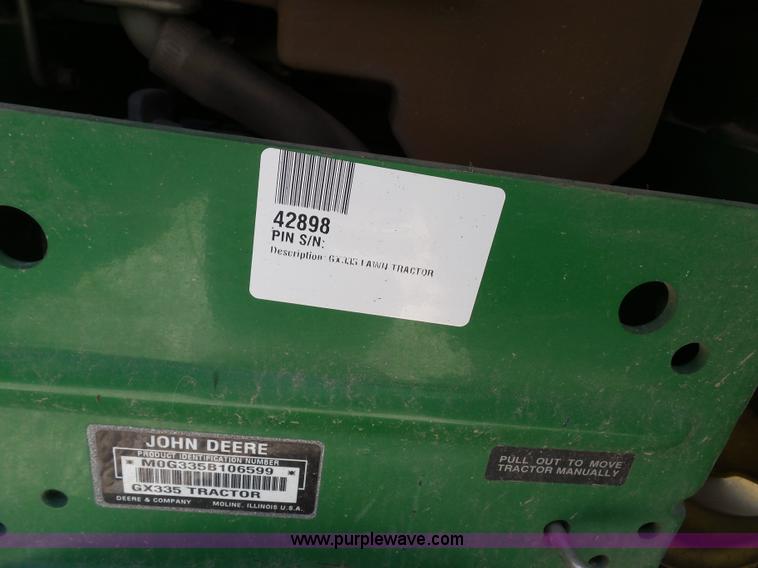 42898
PIN S/N:
Description: GX335 LAWN TRACTOR
JOHN DEERE
PRODUCT IDENTIFICATION NUMBER
M0G335B106599
GX335 TRACTOR
DEERE & COMPANY MOLINE, ILLINOIS U.S.A.
PULL OUT TO MOVE
TRACTOR MANUALLY
www.purplewave.com